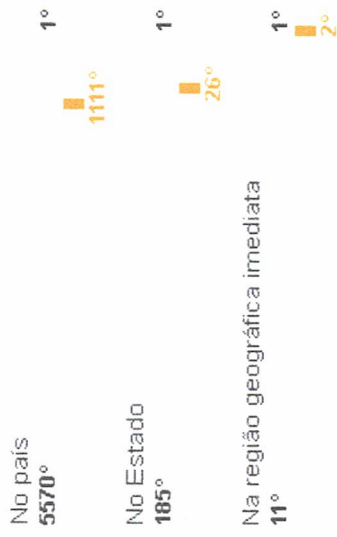 No país
5570° 1°
1111°
No Estado
185° 1°
26°
Na região geográfica imediata
11° 1°
2°